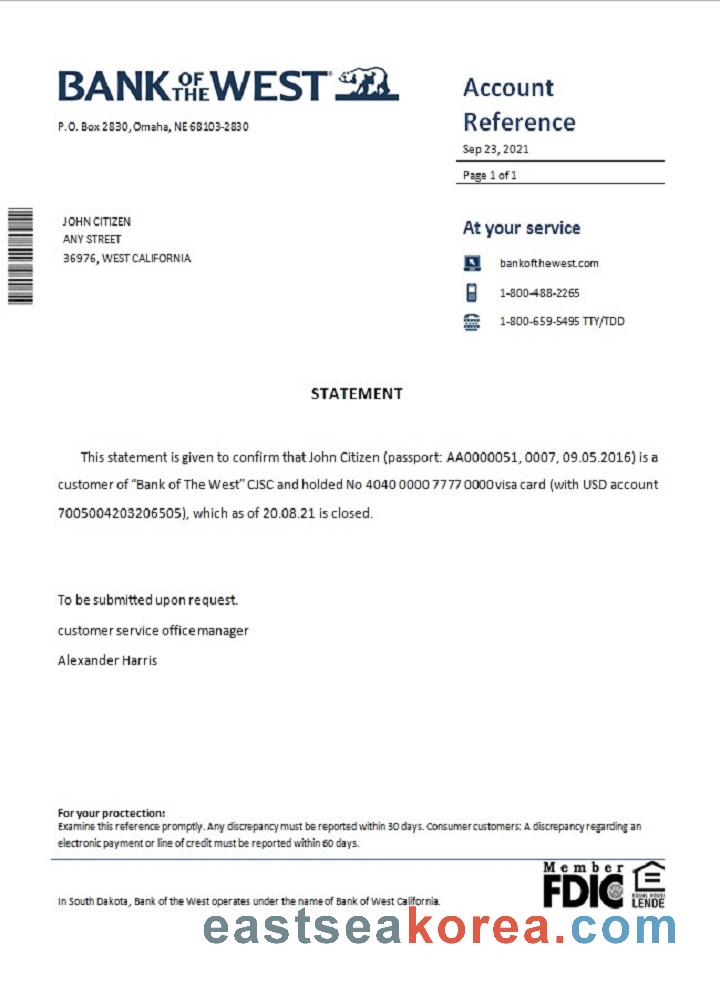 BANK OF THE WEST
P.O. Box 2830, Omaha, NE 68103-2830
Account
Reference
Sep 23, 2021
Page 1 of 1
JOHN CITIZEN
ANY STREET
36976, WEST CALIFORNIA
At your service
bankofthewest.com
1-800-488-2265
1-800-659-5495 TTY/TDD
STATEMENT
This statement is given to confirm that John Citizen (passport: AA0000051, 0007, 09.05.2016) is a
customer of “Bank of The West” CJSC and holded No 4040 0000 7777 0000 visa card (with USD account
7005004203206505), which as of 20.08.21 is closed.
To be submitted upon request.
customer service office manager
Alexander Harris
For your proctection:
Examine this reference promptly. Any discrepancy must be reported within 30 days. Consumer customers: A discrepancy regarding an
electronic payment or line of credit must be reported within 60 days.
Member
FDIC
EQUAL HOUS
LENDE
In South Dakota, Bank of the West operates under the name of Bank of West California.
eastseakorea.com